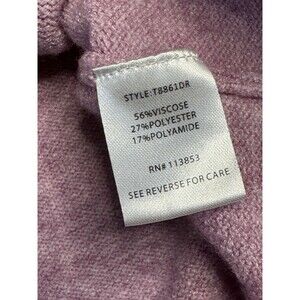 STYLE:T8861DR
56%VISCOSE
27%POLYESTER
17%POLYAMIDE
RN# 113853
SEE REVERSE FOR CARE